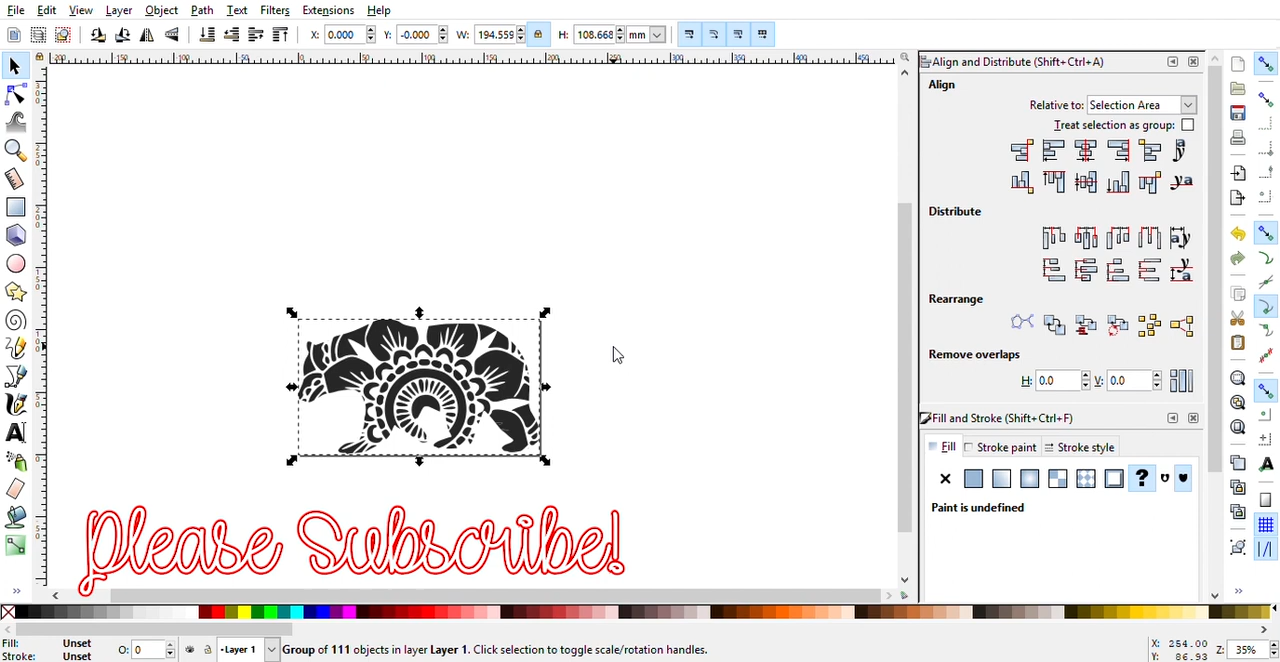 File Edit View Layer Object Path Text Filters Extensions Help
X: 0.000 Y: -0.000 W: 194.559 H: 108.668 mm
Align and Distribute (Shift+Ctrl+A)
Align
Relative to: Selection Area
Treat selection as group:
Distribute
Rearrange
Remove overlaps
H: 0.0 V: 0.0
Fill and Stroke (Shift+Ctrl+F)
Fill Stroke paint Stroke style
Paint is undefined
Please Subscribe!
Fill: Unset
Stroke: Unset
O: 0
Layer 1
Group of 111 objects in layer Layer 1. Click selection to toggle scale/rotation handles.
X: 254.00
Y: 86.93
Z: 35%